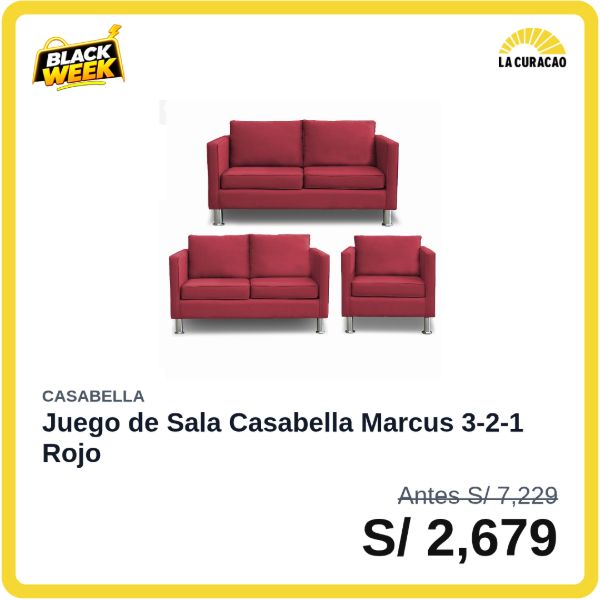 BLACK
WEEK
LA CURACAO
CASABELLA
Juego de Sala Casabella Marcus 3-2-1
Rojo
Antes S/ 7,229
S/ 2,679